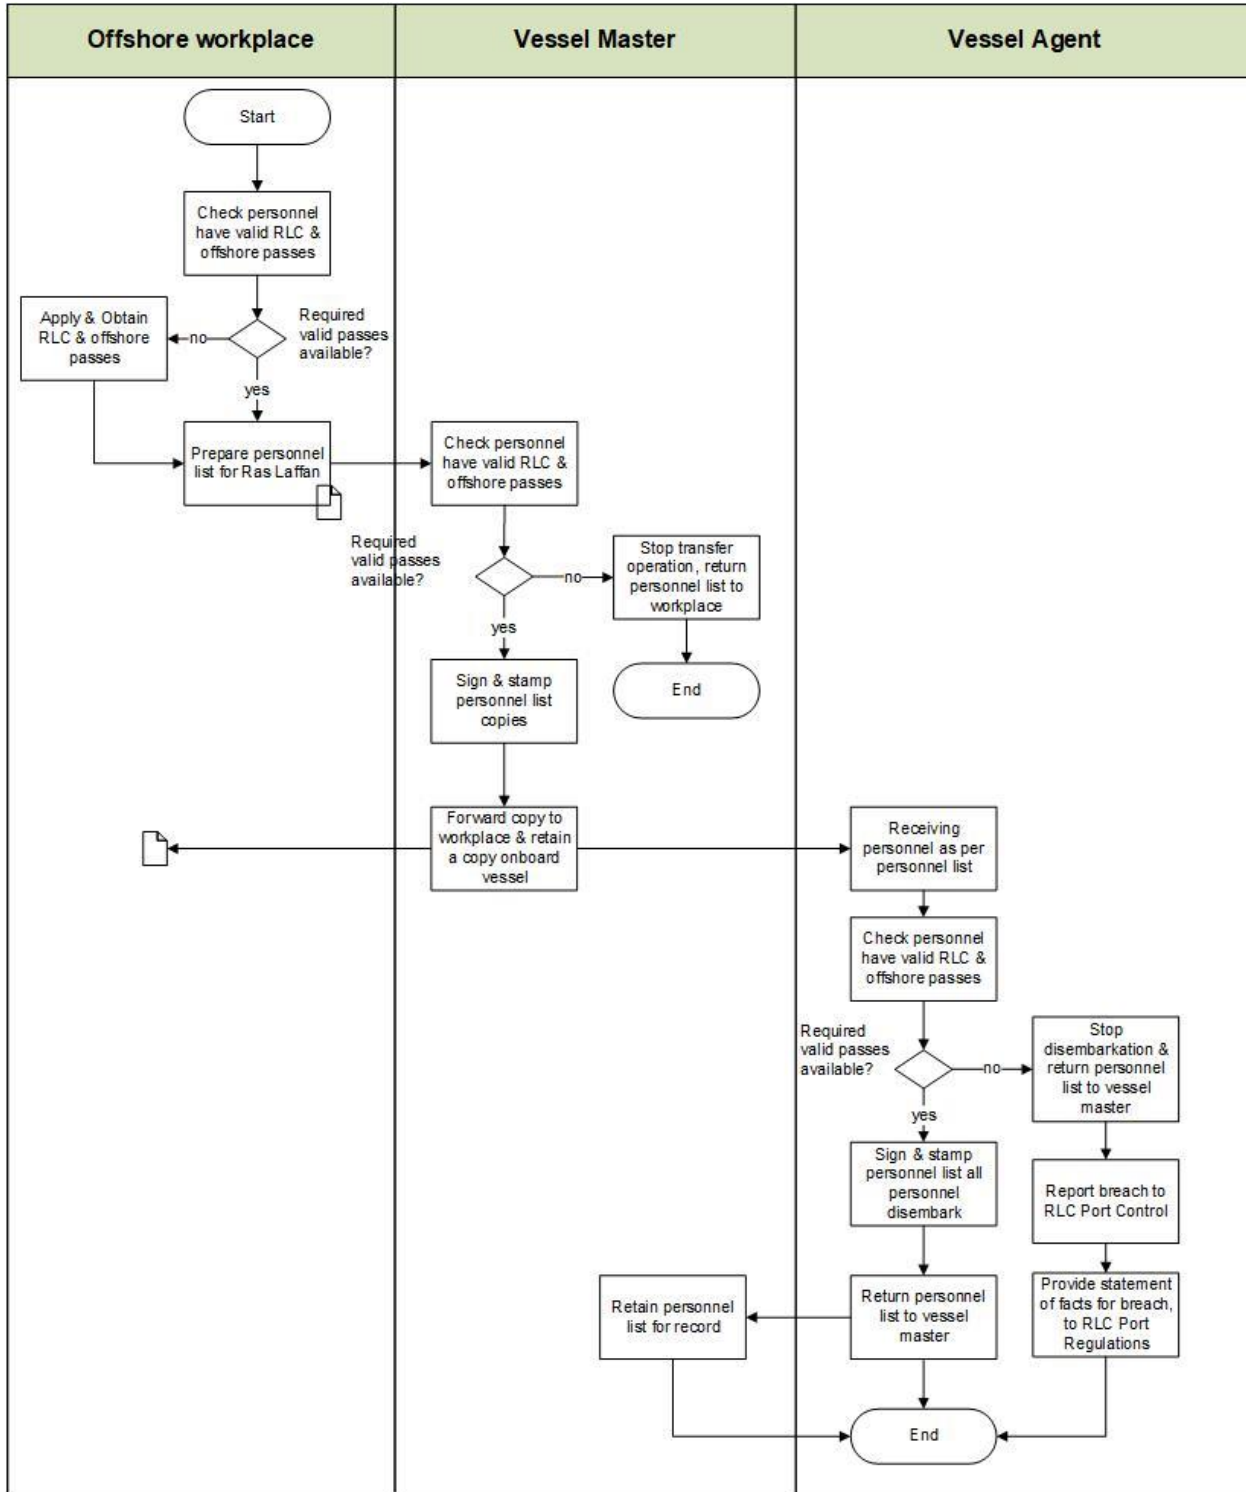 Offshore workplace
Vessel Master
Vessel Agent
Start
Check personnel
have valid RLC &
offshore passes
Apply & Obtain
RLC & offshore
passes
no
Required
valid passes
available?
yes
Prepare personnel
list for Ras Laffan
Check personnel
have valid RLC &
offshore passes
Required
valid passes
available?
no
Stop transfer
operation, return
personnel list to
workplace
yes
End
Sign & stamp
personnel list
copies
Forward copy to
workplace & retain
a copy onboard
vessel
Receiving
personnel as per
personnel list
Check personnel
have valid RLC &
offshore passes
Required
valid passes
available?
no
Stop
disembarkation &
return personnel
list to vessel
master
yes
Sign & stamp
personnel list all
personnel
disembark
Report breach to
RLC Port Control
Retain personnel
list for record
Return personnel
list to vessel
master
Provide statement
of facts for breach,
to RLC Port
Regulations
End